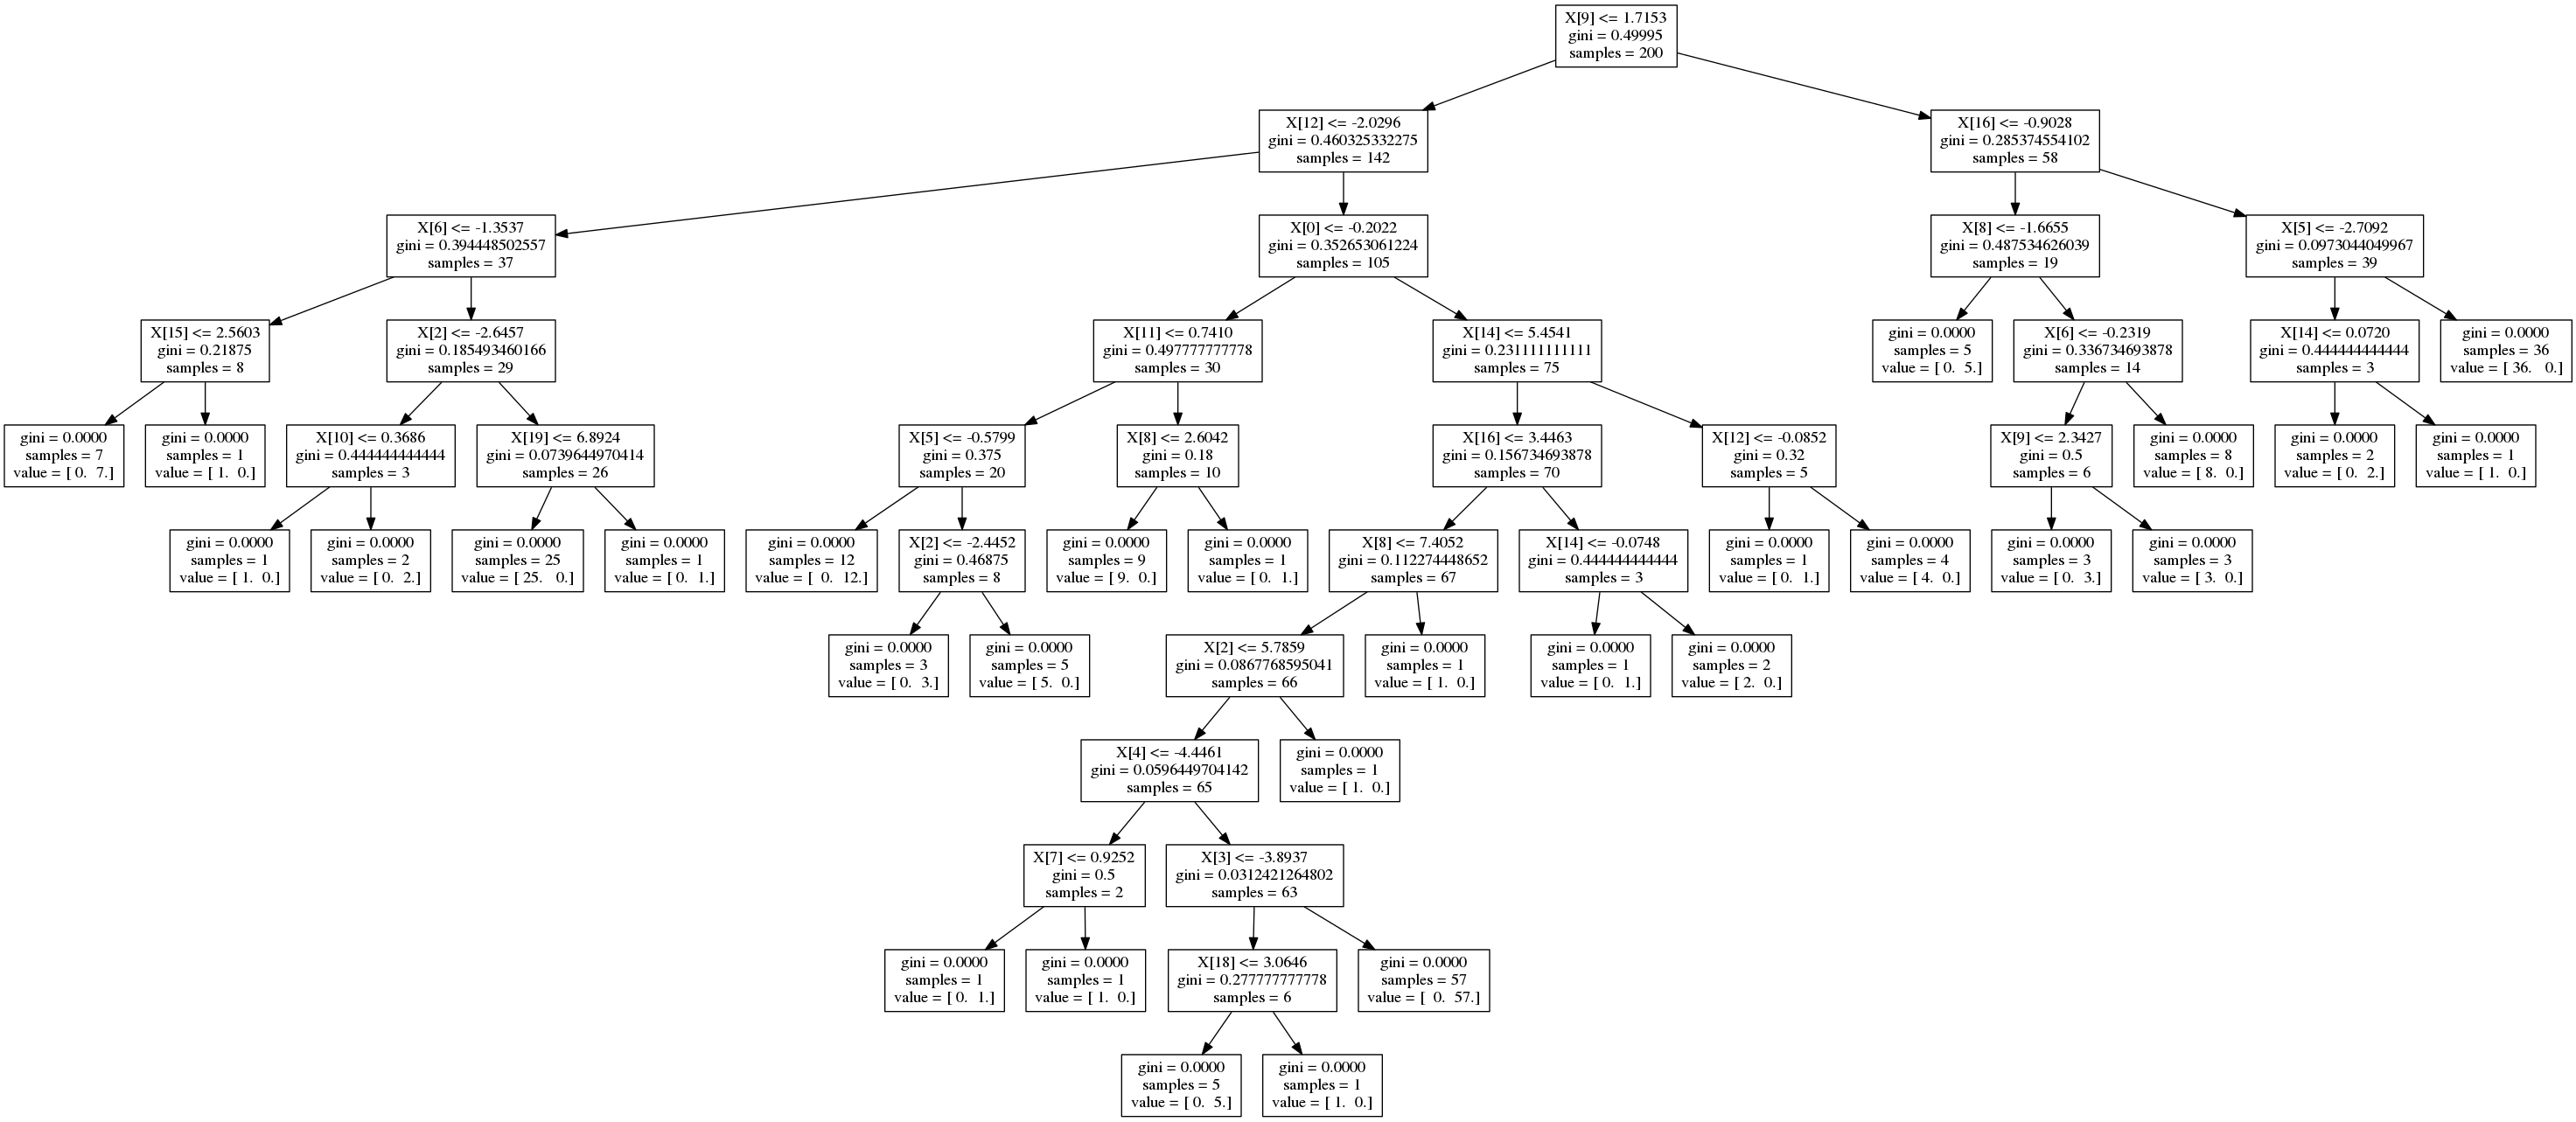 X[9] <= 1.7153
gini = 0.49995
samples = 200
X[12] <= -2.0296
gini = 0.460325332275
samples = 142
X[16] <= -0.9028
gini = 0.285374554102
samples = 58
X[6] <= -1.3537
gini = 0.394448502557
samples = 37
X[0] <= -0.2022
gini = 0.352653061224
samples = 105
X[8] <= -1.6655
gini = 0.487534626039
samples = 19
X[5] <= -2.7092
gini = 0.0973044049967
samples = 39
X[15] <= 2.5603
gini = 0.21875
samples = 8
X[2] <= -2.6457
gini = 0.185493460166
samples = 29
X[11] <= 0.7410
gini = 0.497777777778
samples = 30
X[14] <= 5.4541
gini = 0.231111111111
samples = 75
gini = 0.0000
samples = 5
value = [ 0.  5.]
X[6] <= -0.2319
gini = 0.336734693878
samples = 14
X[14] <= 0.0720
gini = 0.444444444444
samples = 3
gini = 0.0000
samples = 36
value = [ 36.   0.]
gini = 0.0000
samples = 7
value = [ 0.  7.]
gini = 0.0000
samples = 1
value = [ 1.  0.]
X[10] <= 0.3686
gini = 0.444444444444
samples = 3
X[19] <= 6.8924
gini = 0.0739644970414
samples = 26
X[5] <= -0.5799
gini = 0.375
samples = 20
X[8] <= 2.6042
gini = 0.18
samples = 10
X[16] <= 3.4463
gini = 0.156734693878
samples = 70
X[12] <= -0.0852
gini = 0.32
samples = 5
X[9] <= 2.3427
gini = 0.5
samples = 6
gini = 0.0000
samples = 8
value = [ 8.  0.]
gini = 0.0000
samples = 2
value = [ 0.  2.]
gini = 0.0000
samples = 1
value = [ 1.  0.]
gini = 0.0000
samples = 1
value = [ 1.  0.]
gini = 0.0000
samples = 2
value = [ 0.  2.]
gini = 0.0000
samples = 25
value = [ 25.   0.]
gini = 0.0000
samples = 1
value = [ 0.  1.]
gini = 0.0000
samples = 12
value = [  0.  12.]
X[2] <= -2.4452
gini = 0.46875
samples = 8
gini = 0.0000
samples = 9
value = [ 9.  0.]
gini = 0.0000
samples = 1
value = [ 0.  1.]
X[8] <= 7.4052
gini = 0.112274448652
samples = 67
X[14] <= -0.0748
gini = 0.444444444444
samples = 3
gini = 0.0000
samples = 1
value = [ 0.  1.]
gini = 0.0000
samples = 4
value = [ 4.  0.]
gini = 0.0000
samples = 3
value = [ 0.  3.]
gini = 0.0000
samples = 3
value = [ 3.  0.]
gini = 0.0000
samples = 3
value = [ 0.  3.]
gini = 0.0000
samples = 5
value = [ 5.  0.]
X[2] <= 5.7859
gini = 0.0867768595041
samples = 66
gini = 0.0000
samples = 1
value = [ 1.  0.]
gini = 0.0000
samples = 1
value = [ 0.  1.]
gini = 0.0000
samples = 2
value = [ 2.  0.]
X[4] <= -4.4461
gini = 0.0596449704142
samples = 65
gini = 0.0000
samples = 1
value = [ 1.  0.]
X[7] <= 0.9252
gini = 0.5
samples = 2
X[3] <= -3.8937
gini = 0.0312421264802
samples = 63
gini = 0.0000
samples = 1
value = [ 0.  1.]
gini = 0.0000
samples = 1
value = [ 1.  0.]
X[18] <= 3.0646
gini = 0.277777777778
samples = 6
gini = 0.0000
samples = 57
value = [  0.  57.]
gini = 0.0000
samples = 5
value = [ 0.  5.]
gini = 0.0000
samples = 1
value = [ 1.  0.]